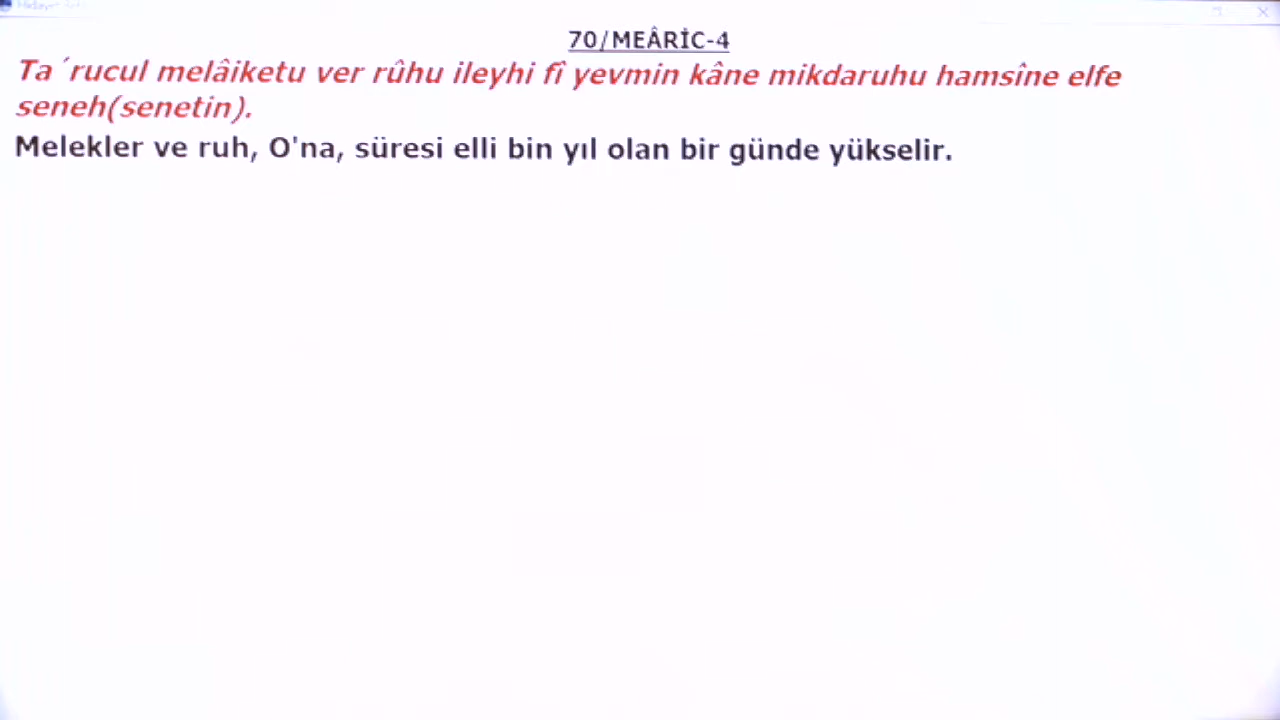 70/MEÂRİC-4
Ta´rucul melâiketu ver rûhu ileyhi fî yevmin kâne mikdaruhu hamsîne elfe
seneh(senetin).
Melekler ve ruh, O'na, süresi elli bin yıl olan bir günde yükselir.